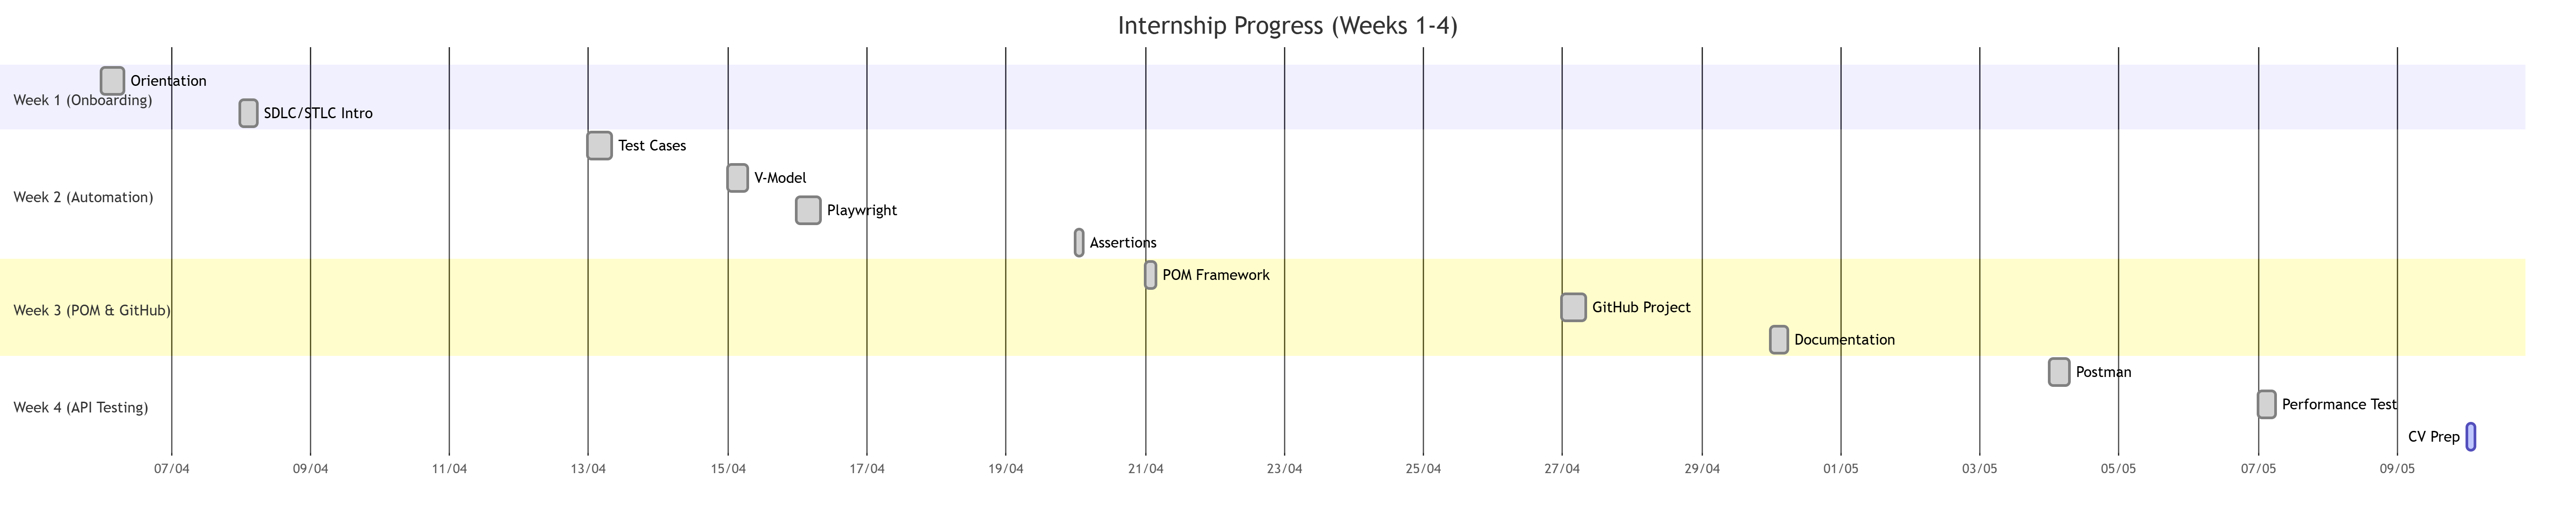 Internship Progress (Weeks 1-4)
Orientation
Week 1 (Onboarding)
SDLC/STLC Intro
Test Cases
V-Model
Week 2 (Automation)
Playwright
Assertions
POM Framework
Week 3 (POM & GitHub)
GitHub Project
Documentation
Postman
Week 4 (API Testing)
Performance Test
CV Prep
07/04 09/04 11/04 13/04 15/04 17/04 19/04 21/04 23/04 25/04 27/04 29/04 01/05 03/05 05/05 07/05 09/05